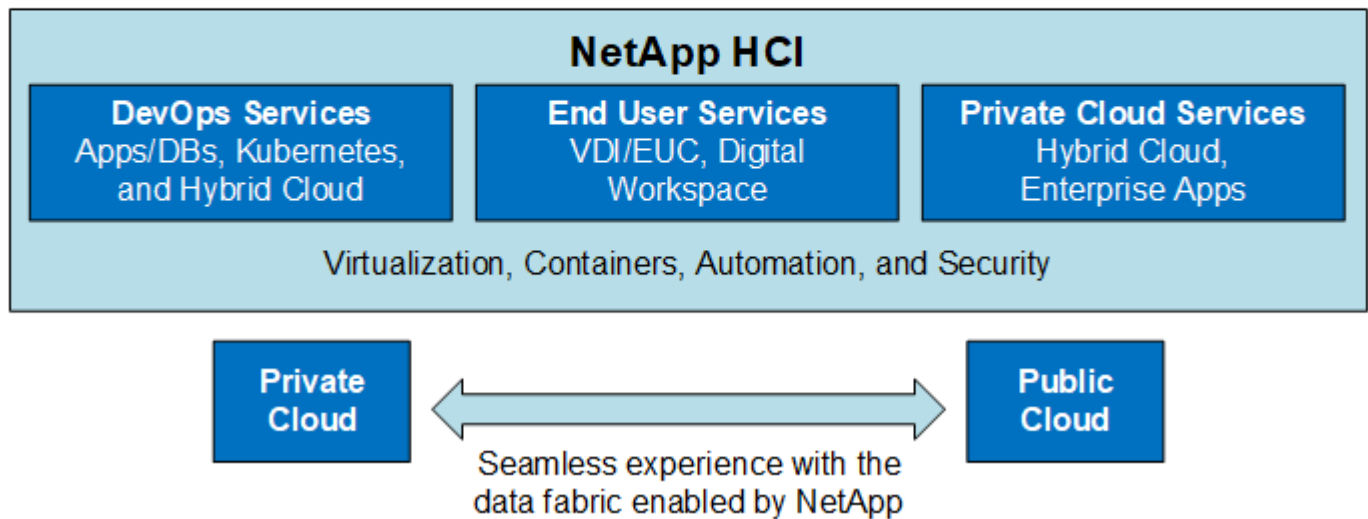 NetApp HCI
DevOps Services
Apps/DBs, Kubernetes,
and Hybrid Cloud
End User Services
VDI/EUC, Digital
Workspace
Private Cloud Services
Hybrid Cloud,
Enterprise Apps
Virtualization, Containers, Automation, and Security
Private
Cloud
Public
Cloud
Seamless experience with the
data fabric enabled by NetApp